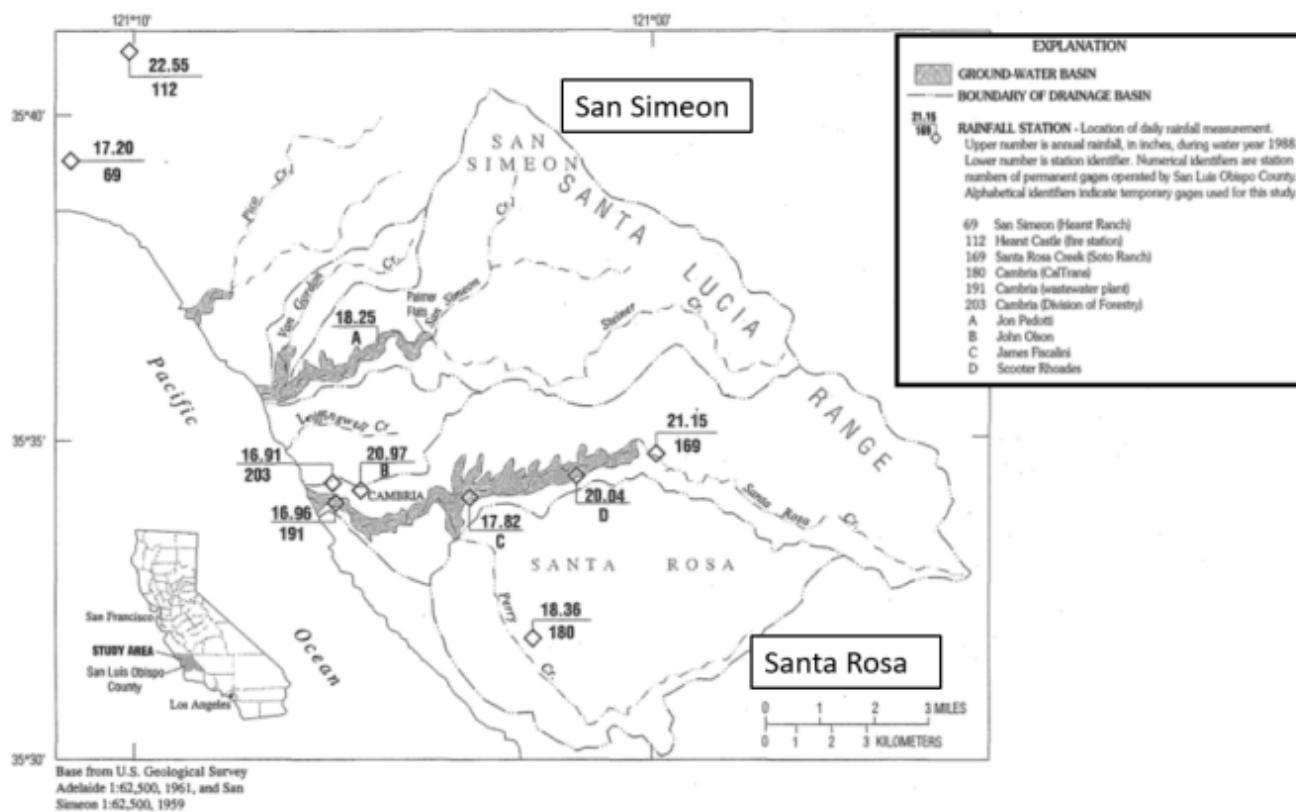 121°10'
121°00'
22.55
112
35°40'
17.20
69
San Simeon
SAN
SIMEON
SANTA
LUCIA
RANGE
Pico Cr.
Van Gordon Cr.
Palmer
Flats
San Simeon Cr.
Steiner Cr.
18.25
A
Pacific
Ocean
Leffingwell Cr.
35°35'
21.15
169
16.91
203
20.97
B
CAMBRIA
16.96
191
17.82
C
20.04
D
Santa Rosa Cr.
SANTA ROSA
Perry Cr.
18.36
180
Santa Rosa
San Francisco
STUDY AREA
San Luis Obispo
County
Los Angeles
0 1 2 3 MILES
0 1 2 3 KILOMETERS
35°30'
Base from U.S. Geological Survey
Adelaide 1:62,500, 1961, and San
Simeon 1:62,500, 1959
EXPLANATION
GROUND-WATER BASIN
BOUNDARY OF DRAINAGE BASIN
21.15
169
RAINFALL STATION - Location of daily rainfall measurement.
Upper number is annual rainfall, in inches, during water year 1988.
Lower number is station identifier. Numerical identifiers are station
numbers of permanent gages operated by San Luis Obispo County.
Alphabetical identifiers indicate temporary gages used for this study.
69 San Simeon (Hearst Ranch)
112 Hearst Castle (fire station)
169 Santa Rosa Creek (Soto Ranch)
180 Cambria (CalTrans)
191 Cambria (wastewater plant)
203 Cambria (Division of Forestry)
A Jon Pedotti
B John Olson
C James Fiscalini
D Scooter Rhoades